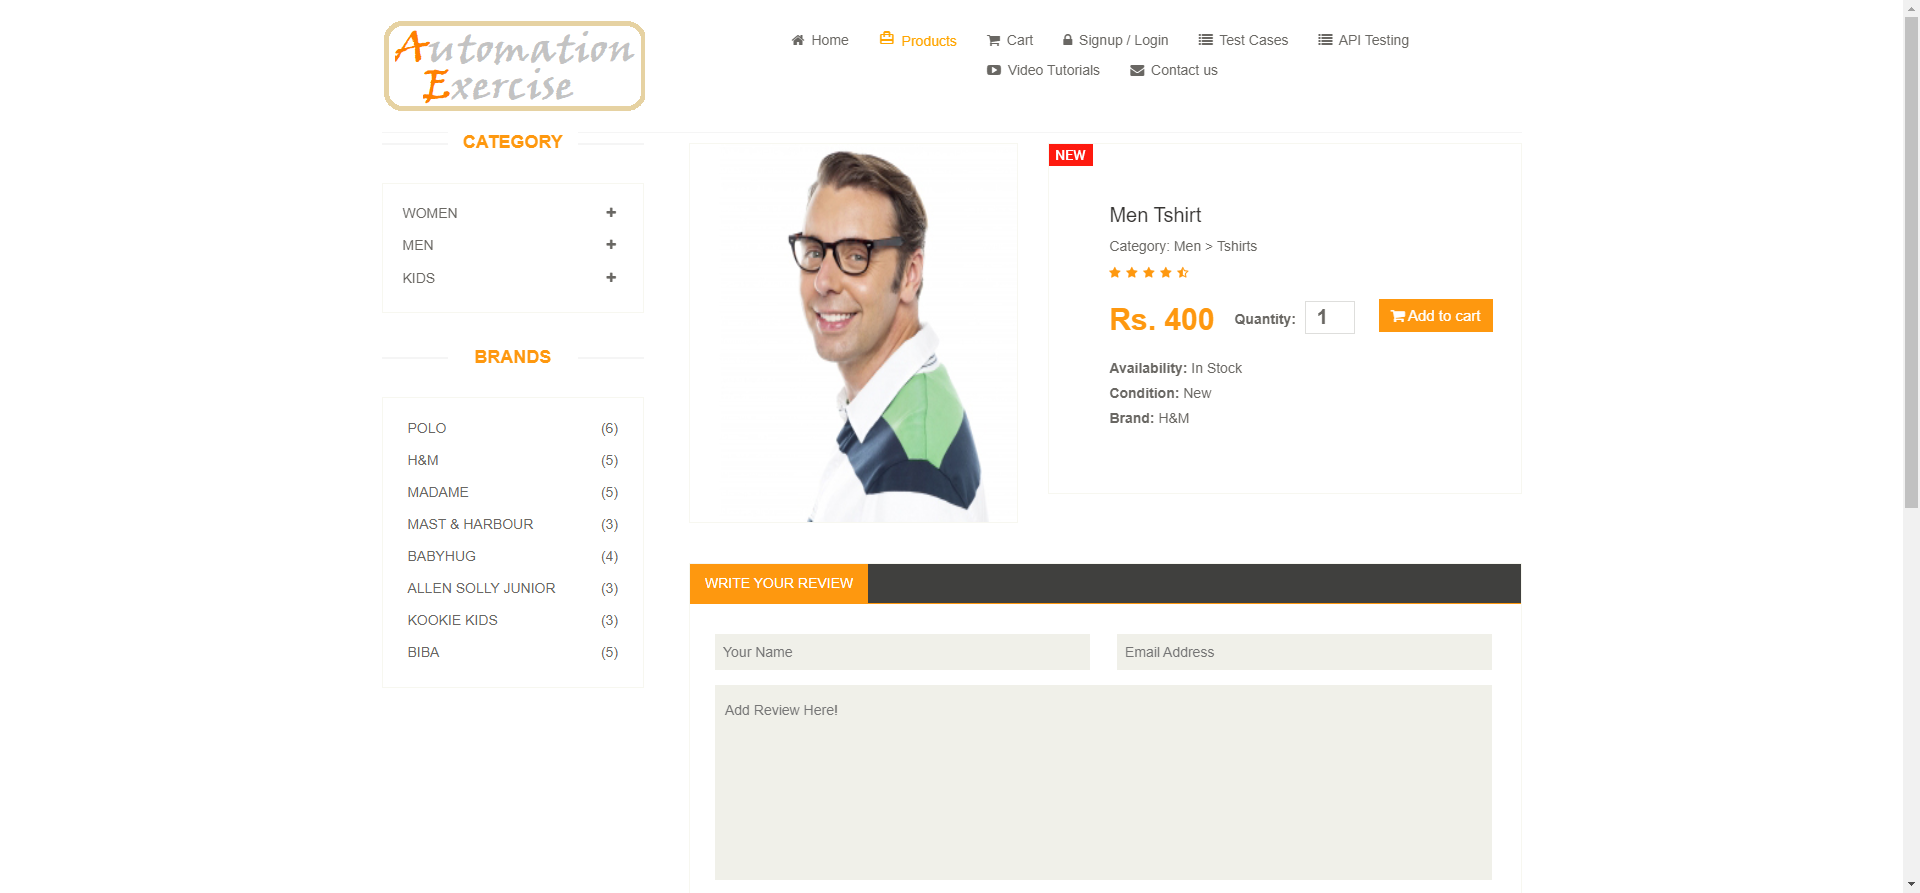 Automation
Exercise
Home
Products
Cart
Signup / Login
Test Cases
API Testing
Video Tutorials
Contact us
CATEGORY
WOMEN
MEN
KIDS
BRANDS
POLO (6)
H&M (5)
MADAME (5)
MAST & HARBOUR (3)
BABYHUG (4)
ALLEN SOLLY JUNIOR (3)
KOOKIE KIDS (3)
BIBA (5)
NEW
Men Tshirt
Category: Men > Tshirts
Rs. 400 Quantity: 1 Add to cart
Availability: In Stock
Condition: New
Brand: H&M
WRITE YOUR REVIEW
Your Name
Email Address
Add Review Here!